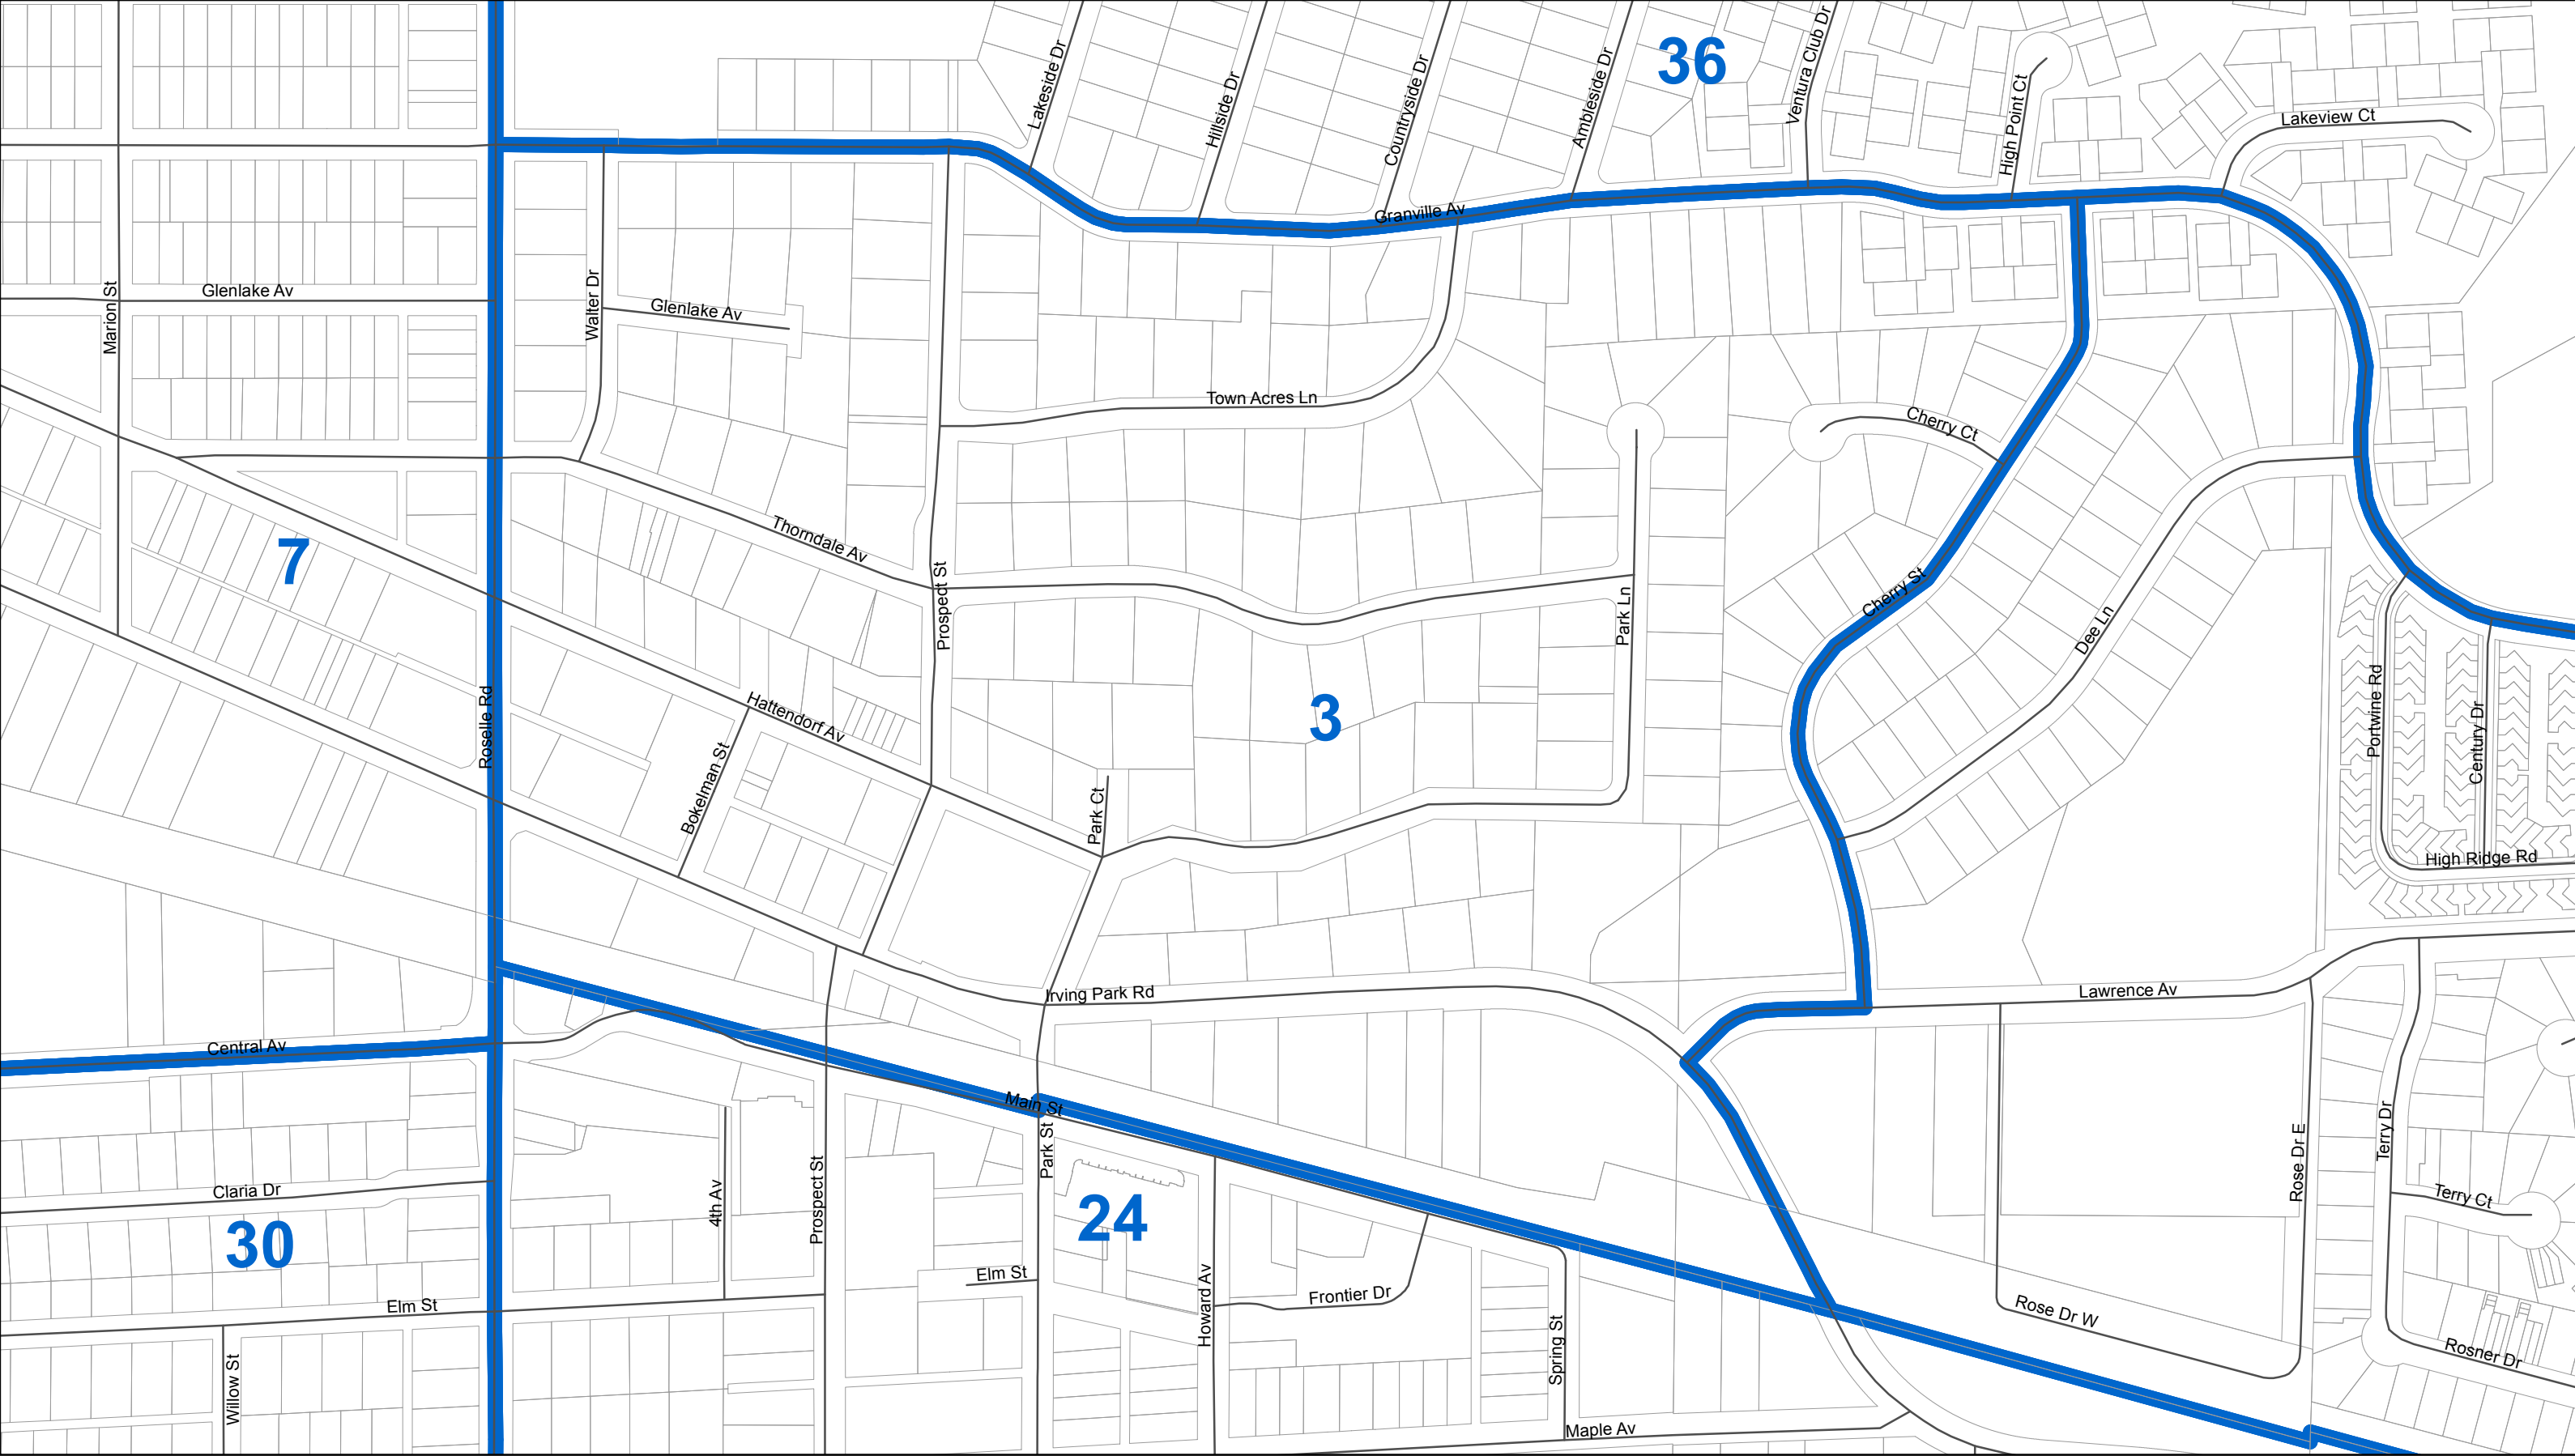 36
Lakeside Dr
Hillside Dr
Countryside Dr
Ambleside Dr
Ventura Club Dr
High Point Ct
Lakeview Ct
Granville Av
Glenlake Av
Marion St
Walter Dr
Glenlake Av
Town Acres Ln
Cherry Ct
7
Thorndale Av
Prospect St
Park Ln
Cherry St
Dee Ln
Roselle Rd
Hattendorf Av
3
Portwine Rd
Century Dr
Bokelman St
Park Ct
High Ridge Rd
Irving Park Rd
Lawrence Av
Central Av
Main St
Park St
Terry Dr
Rose Dr E
Claria Dr
4th Av
Prospect St
24
Terry Ct
30
Elm St
Elm St
Howard Av
Frontier Dr
Spring St
Rose Dr W
Rosner Dr
Willow St
Maple Av